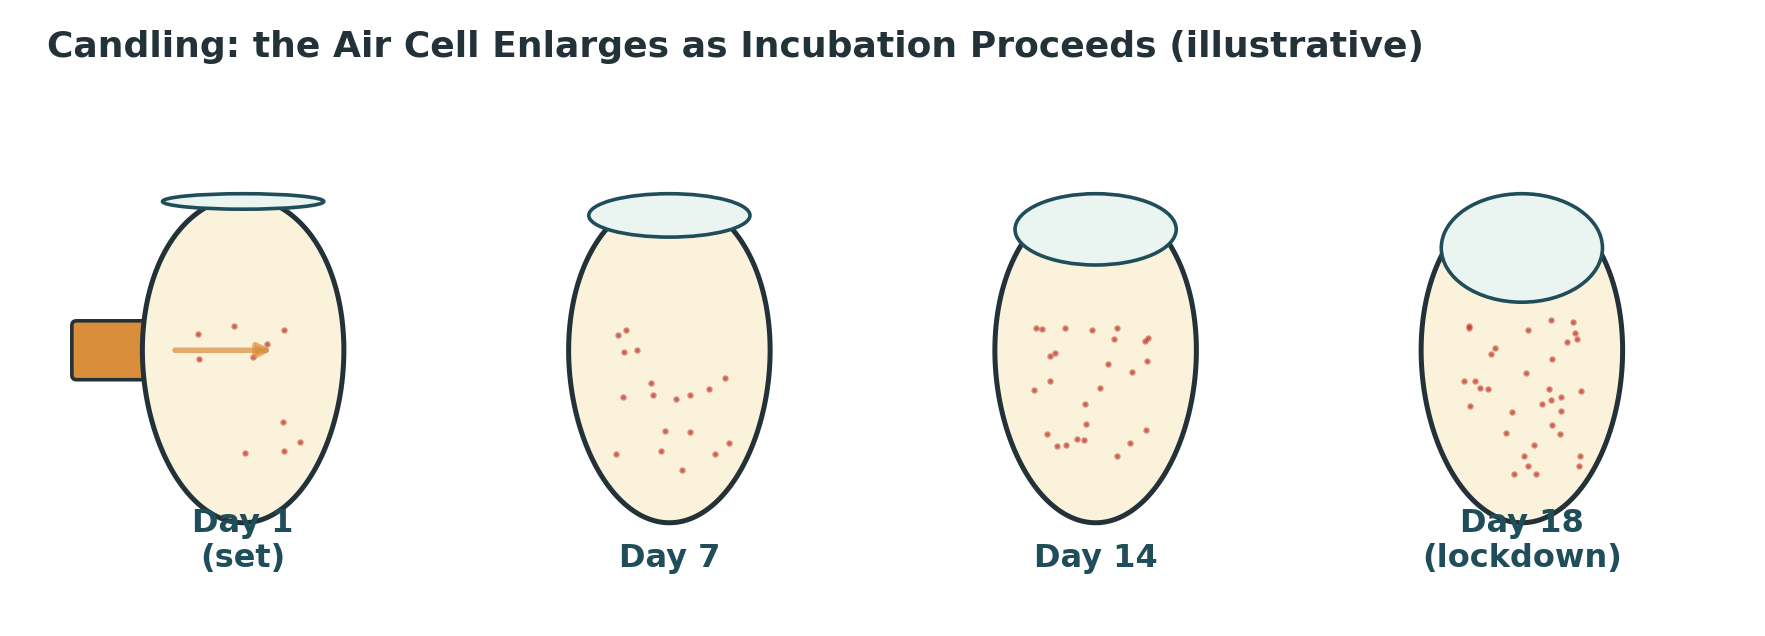 Candling: the Air Cell Enlarges as Incubation Proceeds (illustrative)
Day 1
(set)
Day 7
Day 14
Day 18
(lockdown)